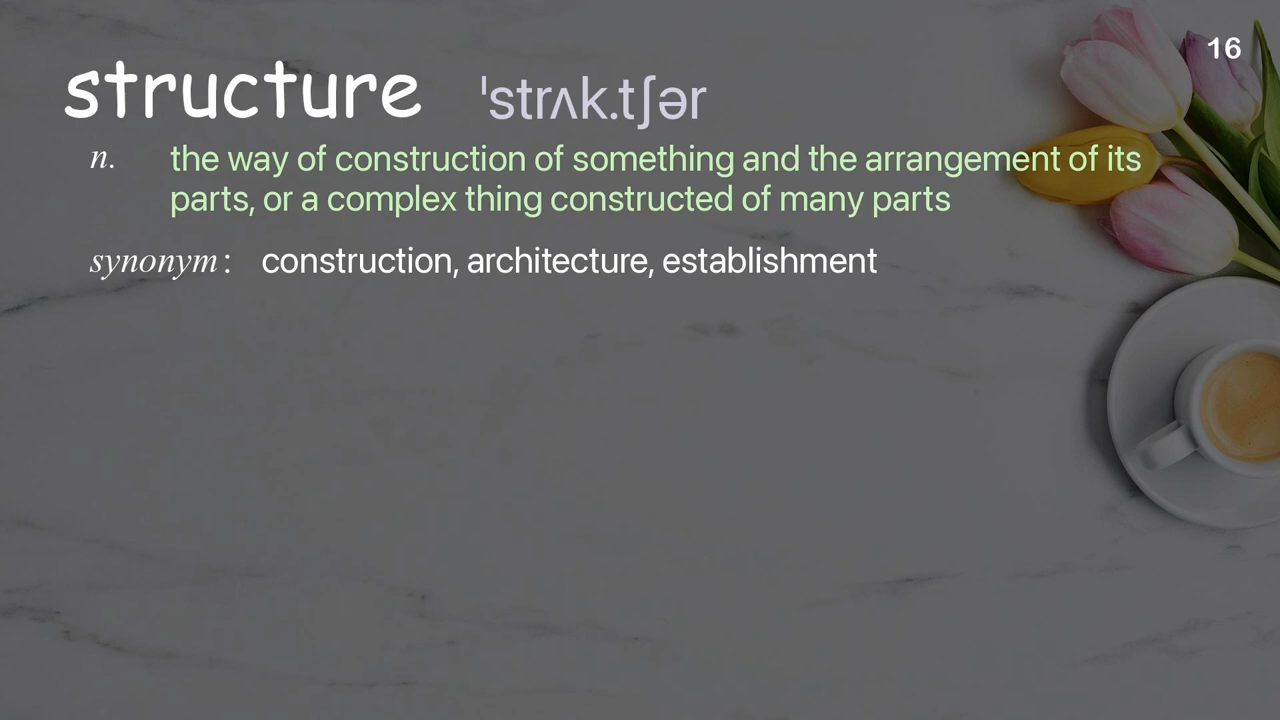 16
structure ˈstrʌk.tʃər
n. the way of construction of something and the arrangement of its
parts, or a complex thing constructed of many parts
synonym: construction, architecture, establishment